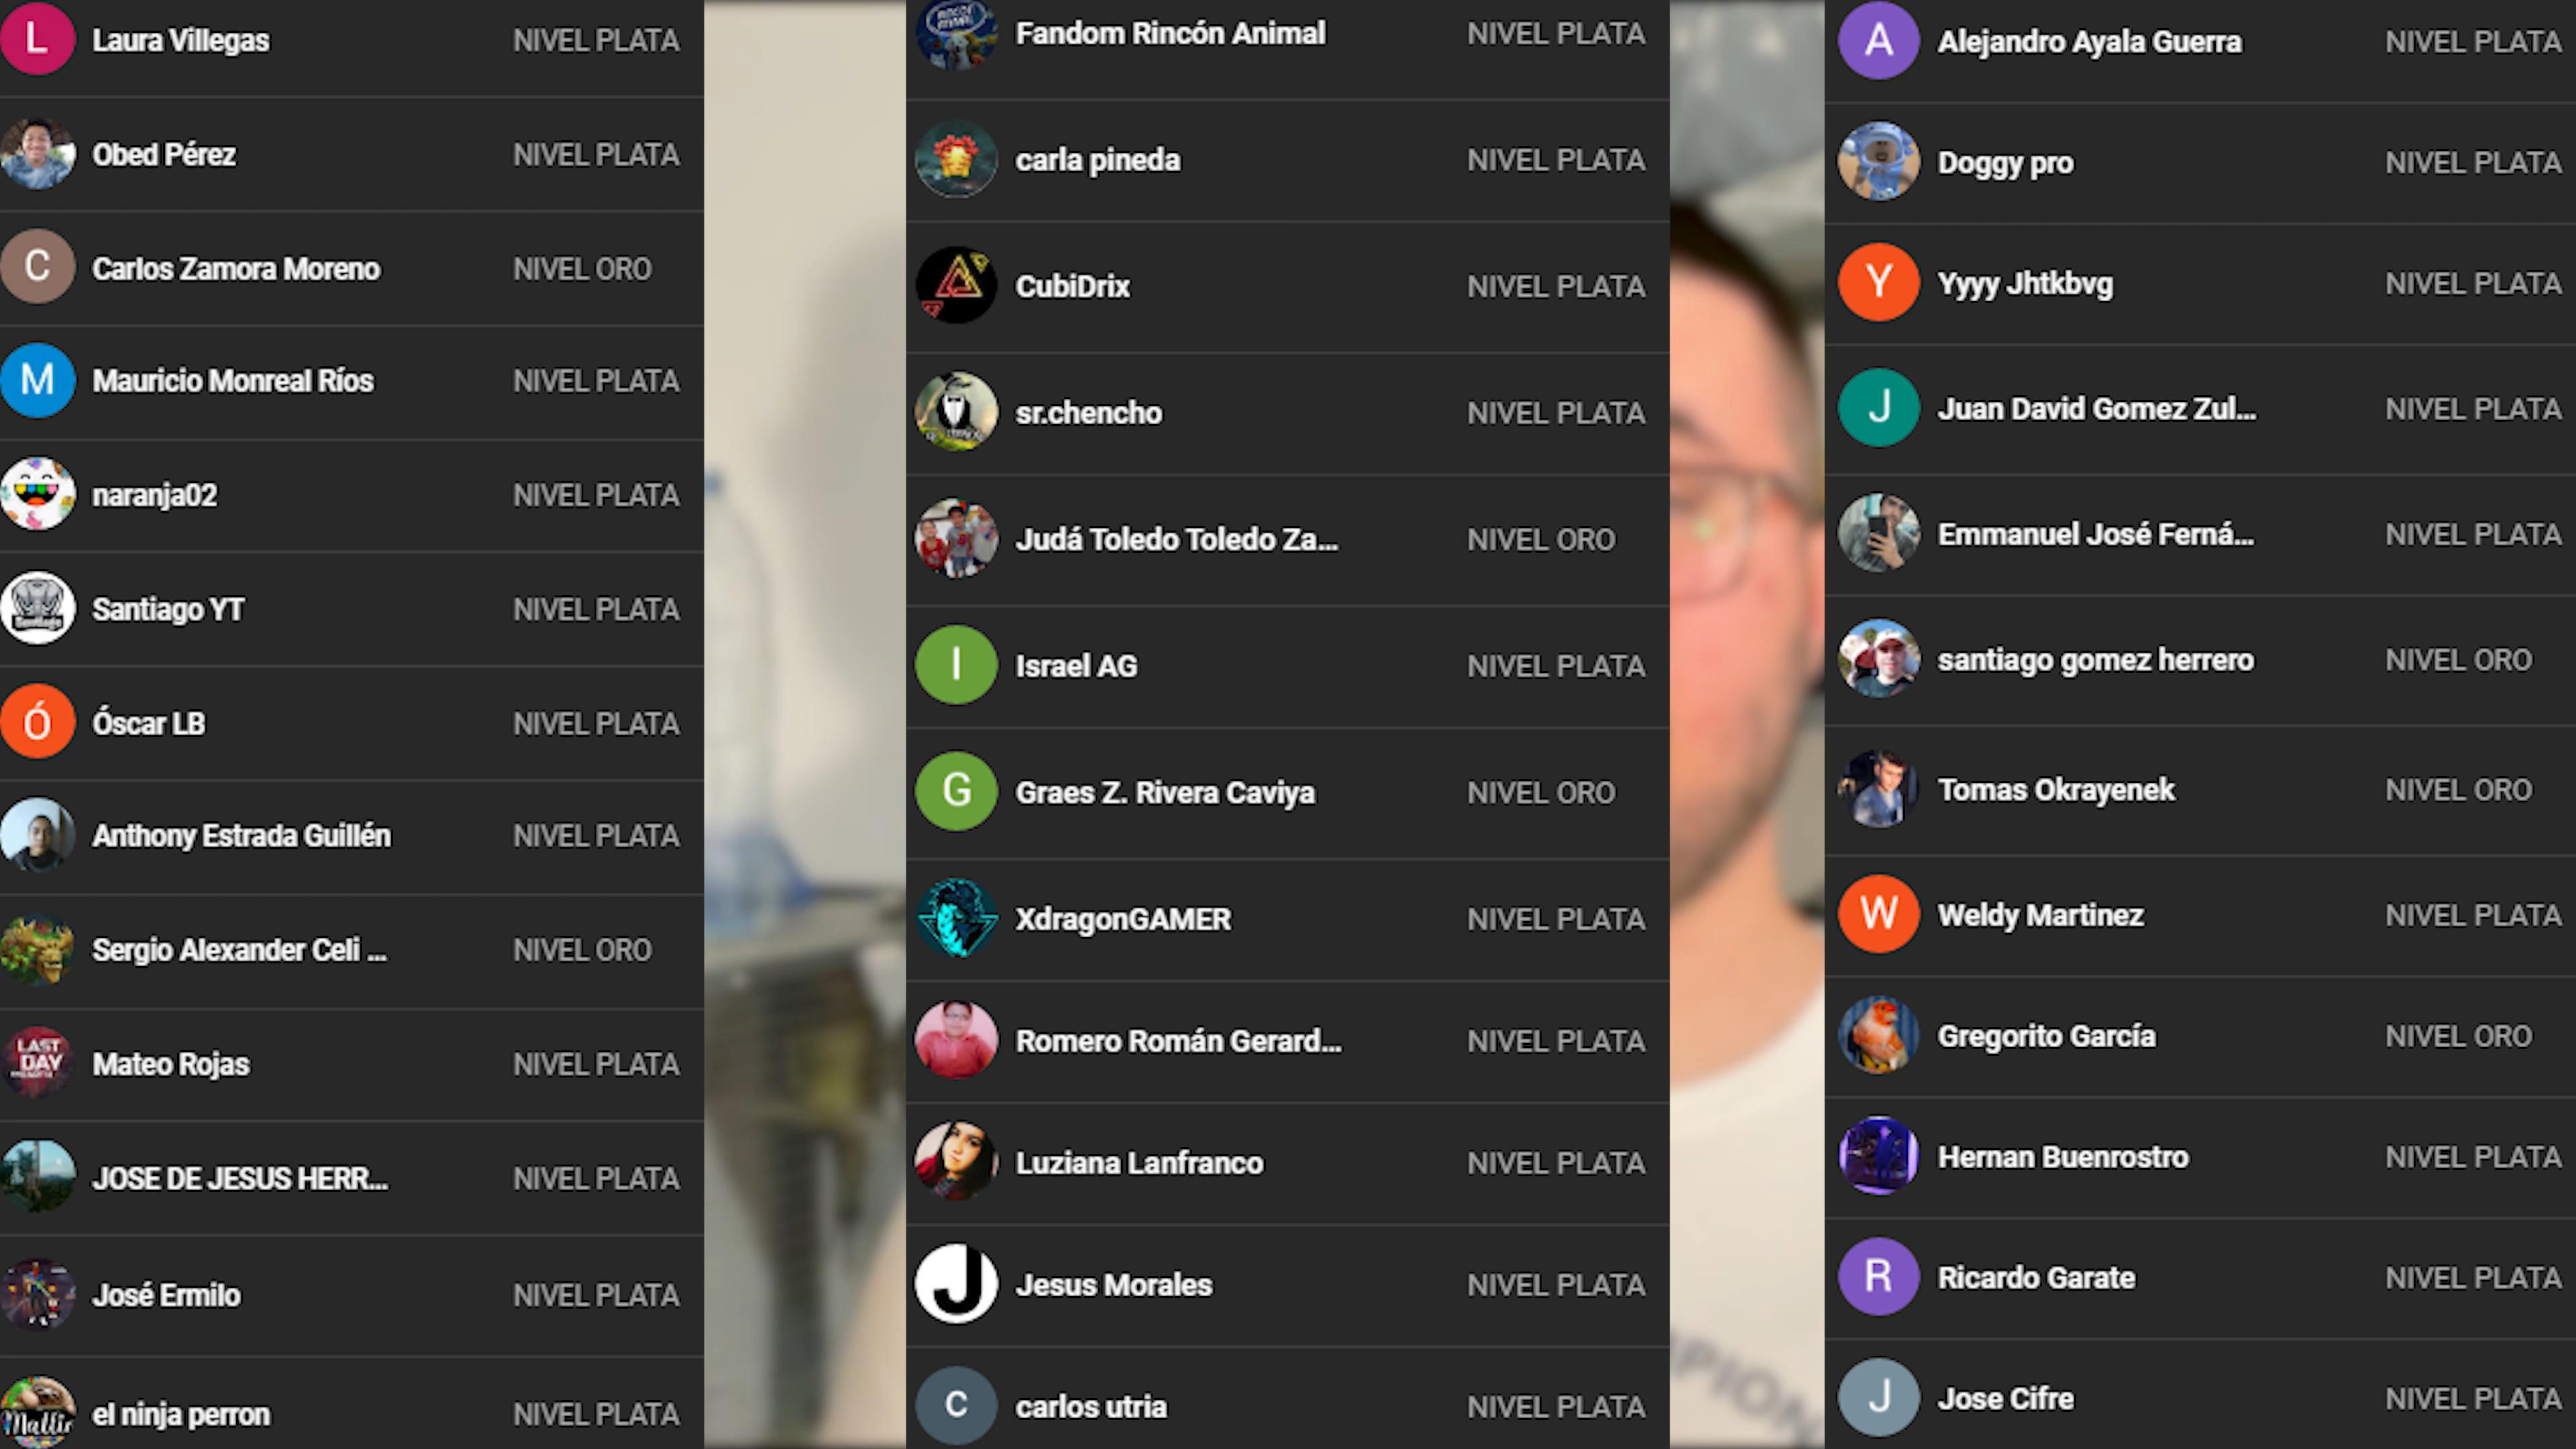 L Laura Villegas NIVEL PLATA
Obed Pérez NIVEL PLATA
C Carlos Zamora Moreno NIVEL ORO
M Mauricio Monreal Ríos NIVEL PLATA
naranja02 NIVEL PLATA
Santiago YT NIVEL PLATA
Ó Óscar LB NIVEL PLATA
Anthony Estrada Guillén NIVEL PLATA
Sergio Alexander Celi ... NIVEL ORO
LAST DAY
Mateo Rojas NIVEL PLATA
JOSE DE JESUS HERR... NIVEL PLATA
José Ermilo NIVEL PLATA
el ninja perron NIVEL PLATA
Fandom Rincón Animal NIVEL PLATA
carla pineda NIVEL PLATA
CubiDrix NIVEL PLATA
sr.chencho NIVEL PLATA
Judá Toledo Toledo Za... NIVEL ORO
I Israel AG NIVEL PLATA
G Graes Z. Rivera Caviya NIVEL ORO
XdragonGAMER NIVEL PLATA
Romero Román Gerard... NIVEL PLATA
Luziana Lanfranco NIVEL PLATA
J Jesus Morales NIVEL PLATA
C carlos utria NIVEL PLATA
A Alejandro Ayala Guerra NIVEL PLATA
Doggy pro NIVEL PLATA
Y Yyyy Jhtkbvg NIVEL PLATA
J Juan David Gomez Zul... NIVEL PLATA
Emmanuel José Ferná... NIVEL PLATA
santiago gomez herrero NIVEL ORO
Tomas Okrayenek NIVEL ORO
W Weldy Martinez NIVEL PLATA
Gregorito García NIVEL ORO
Hernan Buenrostro NIVEL PLATA
R Ricardo Garate NIVEL PLATA
J Jose Cifre NIVEL PLATA